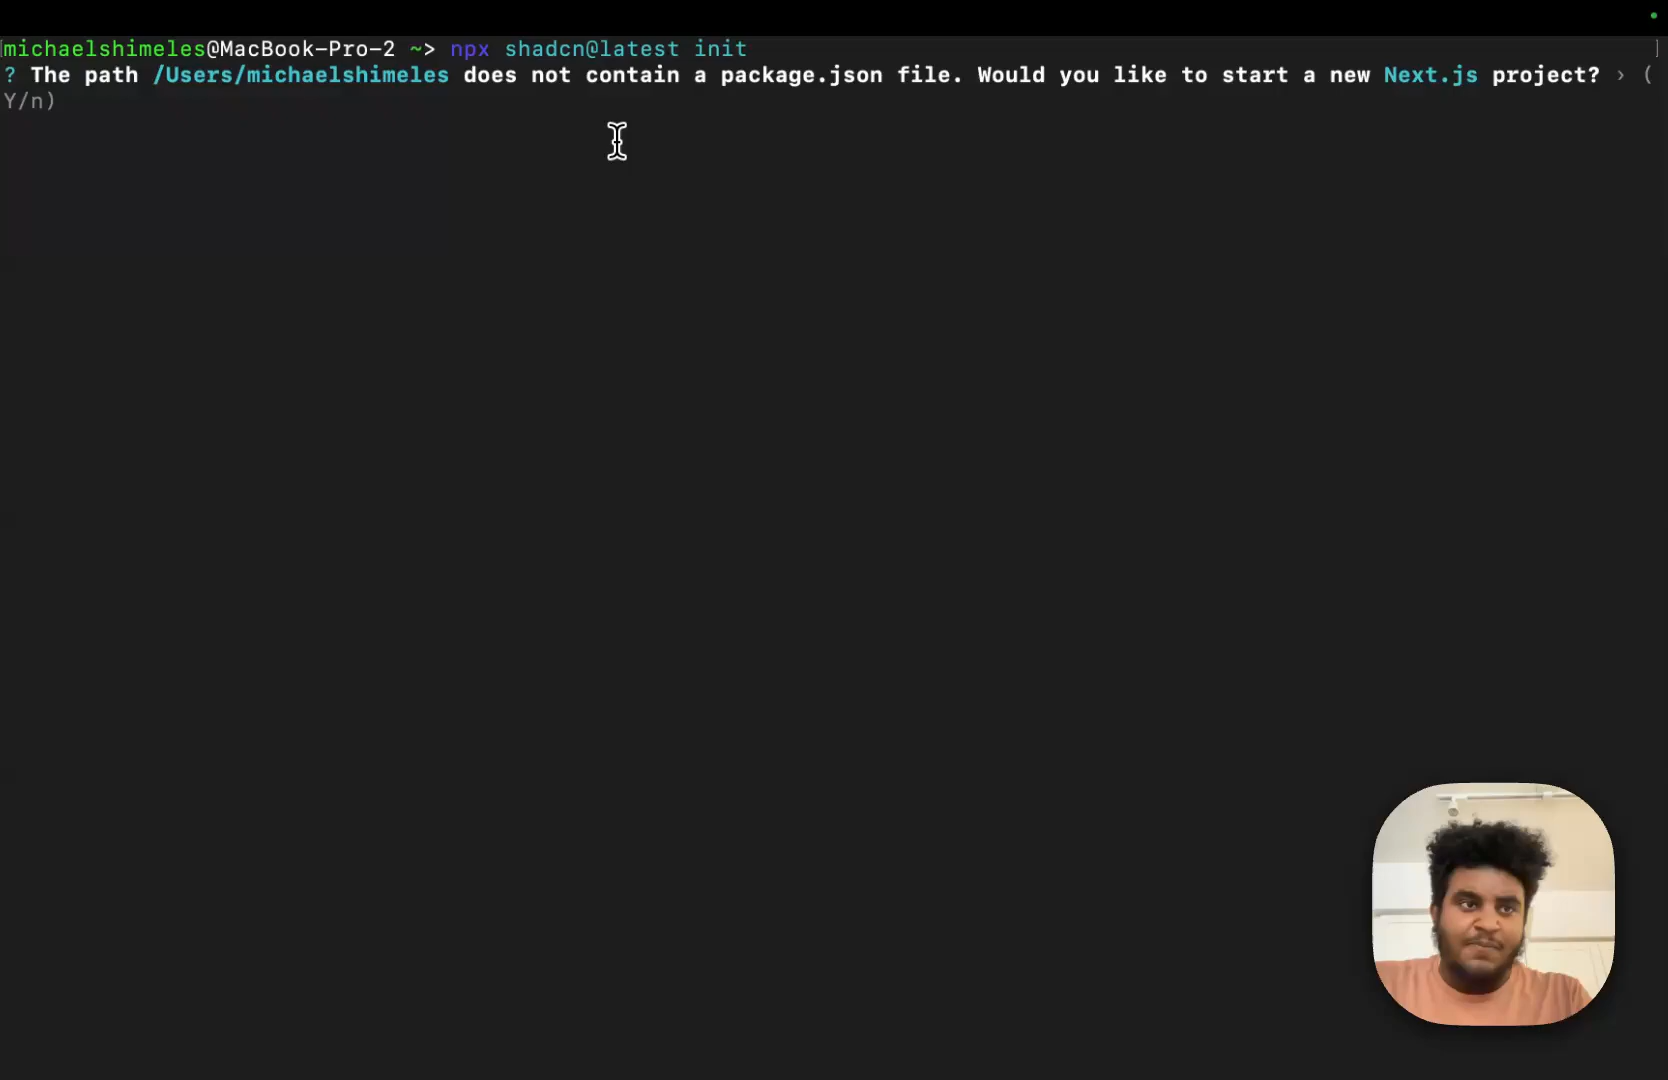 michaelshimeles@MacBook-Pro-2 ~> npx shadcn@latest init
? The path /Users/michaelshimeles does not contain a package.json file. Would you like to start a new Next.js project? › (
Y/n)